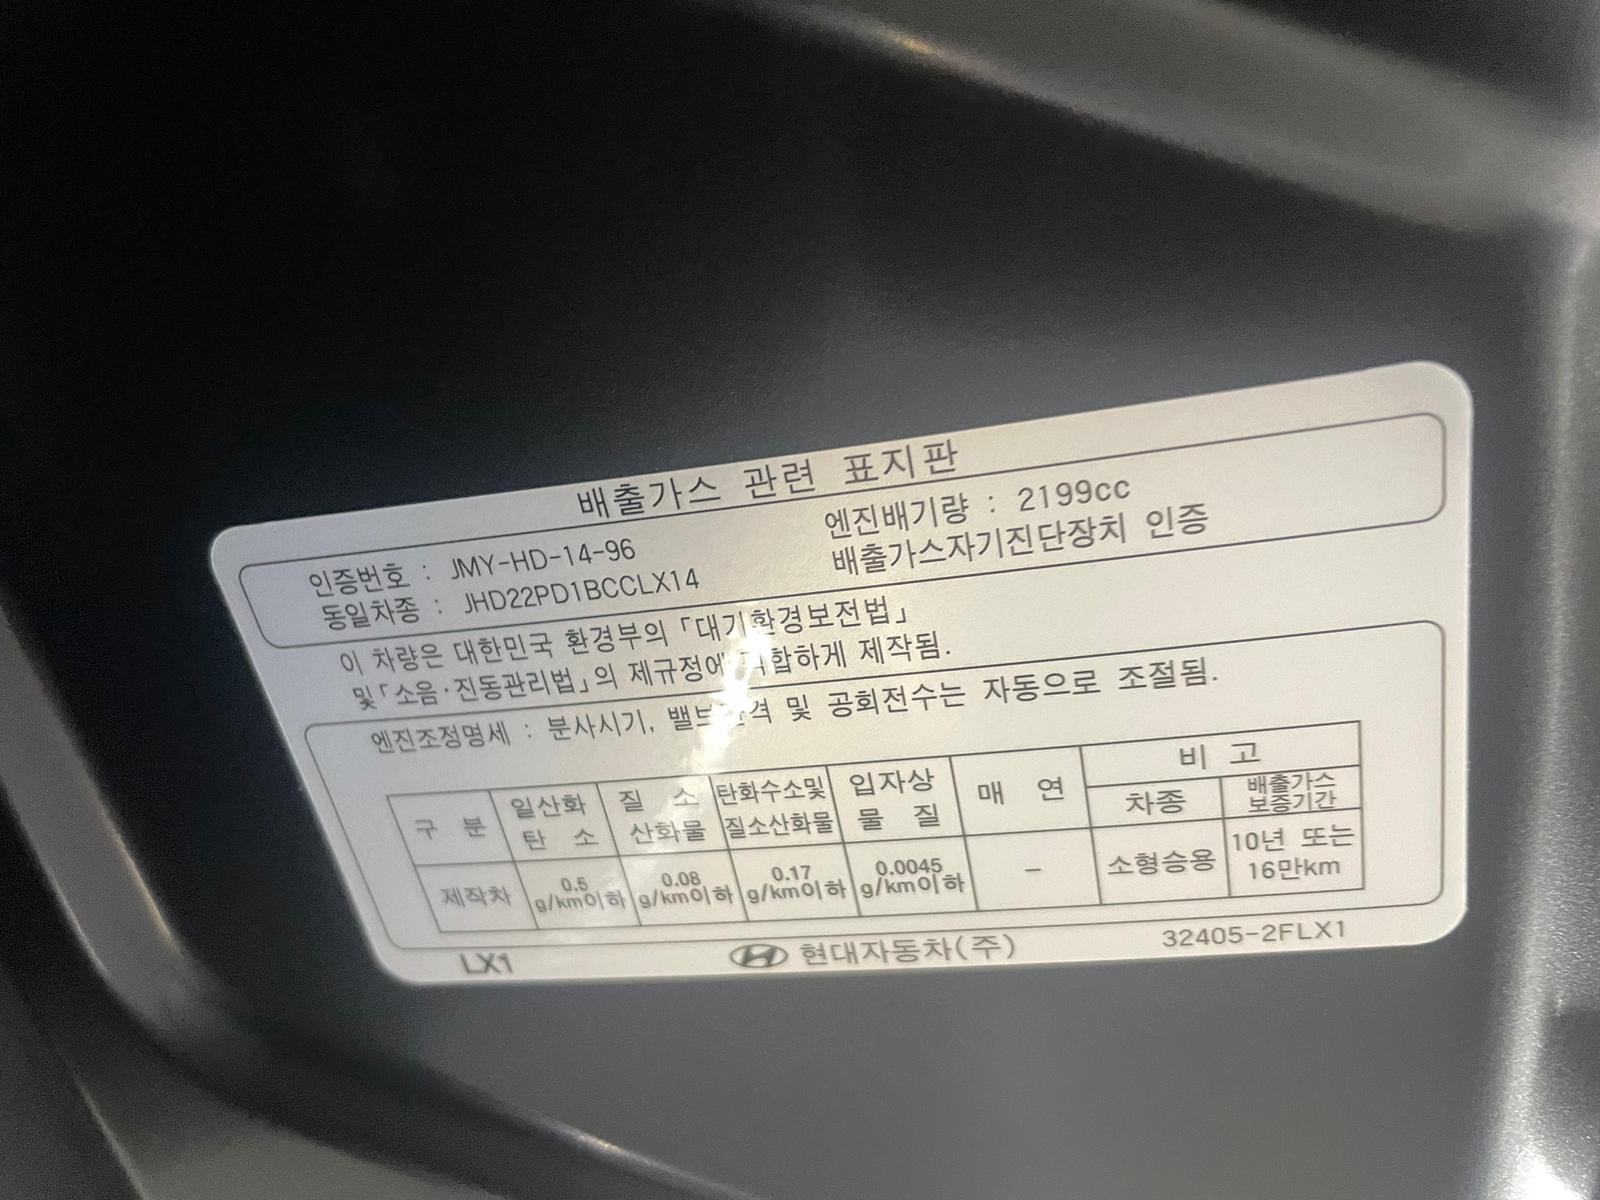 배출가스 관련 표지판
인증번호 : JMY-HD-14-96
엔진배기량 : 2199cc
동일차종 : JHD22PD1BCCLX14
배출가스자기진단장치 인증
이 차량은 대한민국 환경부의 「대기환경보전법」
및「소음·진동관리법」의 제규정에 적합하게 제작됨.
엔진조정명세 : 분사시기, 밸브간격 및 공회전수는 자동으로 조절됨.
구 분 일산화 탄 소 질 소 산화물 탄화수소및 질소산화물 입자상 물 질 매 연 비 고
차종 배출가스 보증기간
제작차 0.5 g/km이하 0.08 g/km이하 0.17 g/km이하 0.0045 g/km이하 - 소형승용 10년 또는 16만km
LX1 현대자동차(주) 32405-2FLX1